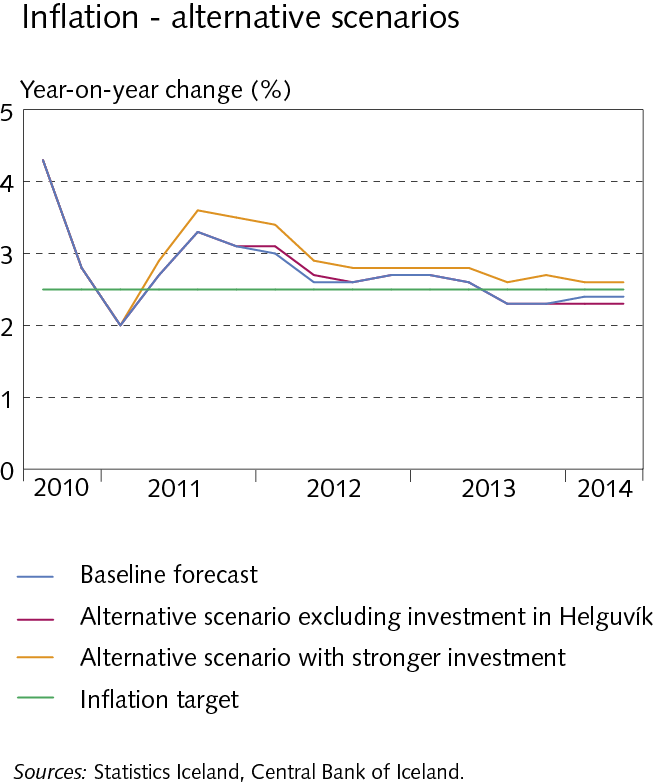 Inflation - alternative scenarios
Year-on-year change (%)
5
4
3
2
1
0
2010 2011 2012 2013 2014
Baseline forecast
Alternative scenario excluding investment in Helguvík
Alternative scenario with stronger investment
Inflation target
Sources: Statistics Iceland, Central Bank of Iceland.